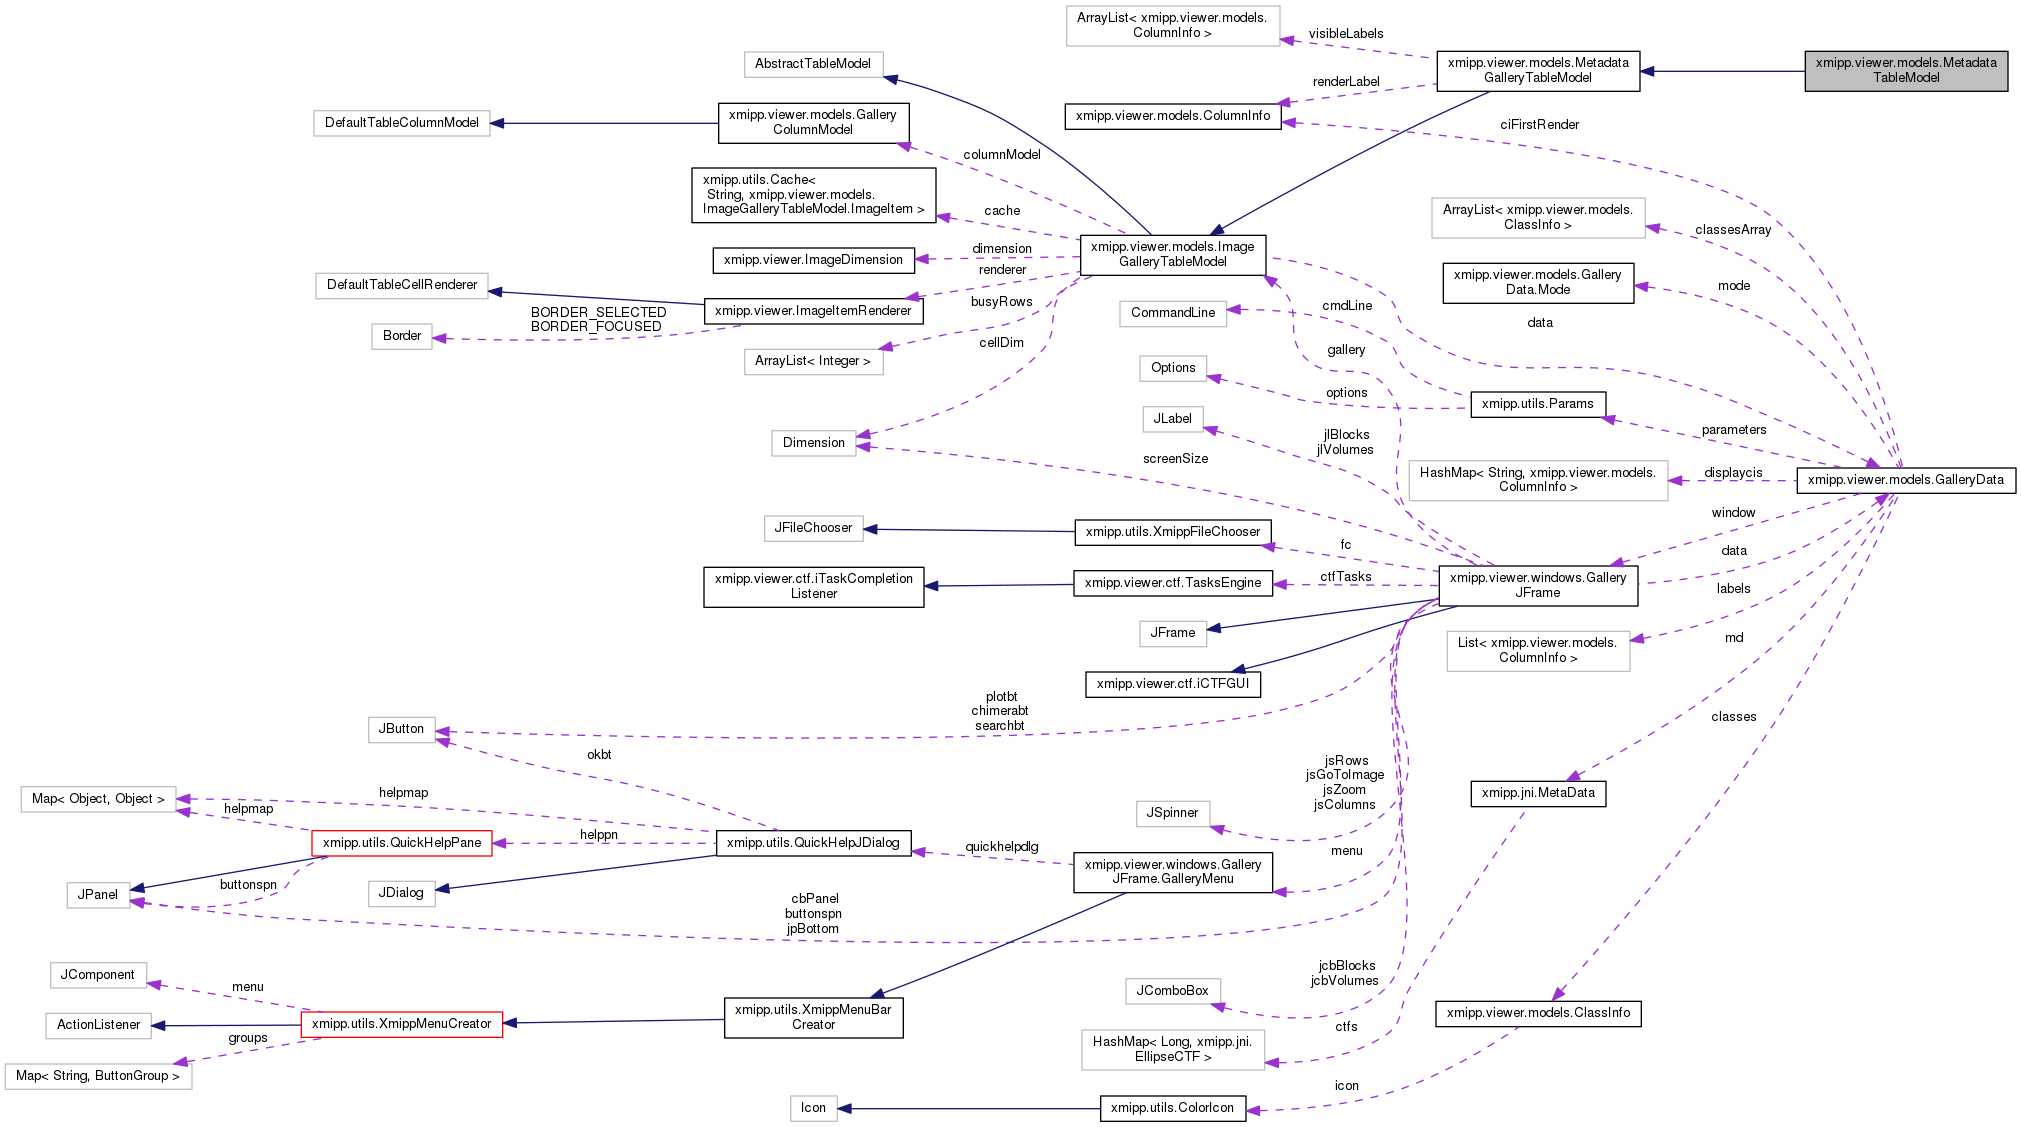 ArrayList< xmipp.viewer.models.
ColumnInfo >
visibleLabels
AbstractTableModel
xmipp.viewer.models.Metadata
GalleryTableModel
xmipp.viewer.models.Metadata
TableModel
renderLabel
DefaultTableColumnModel
xmipp.viewer.models.Gallery
ColumnModel
xmipp.viewer.models.ColumnInfo
ciFirstRender
columnModel
xmipp.utils.Cache<
String, xmipp.viewer.models.
ImageGalleryTableModel.ImageItem >
cache
ArrayList< xmipp.viewer.models.
ClassInfo >
classesArray
xmipp.viewer.ImageDimension
dimension
xmipp.viewer.models.Image
GalleryTableModel
renderer
xmipp.viewer.models.Gallery
Data.Mode
mode
DefaultTableCellRenderer
xmipp.viewer.ImageItemRenderer
BORDER_SELECTED
BORDER_FOCUSED
busyRows
CommandLine
cmdLine
data
Border
ArrayList< Integer >
cellDim
gallery
Options
options
xmipp.utils.Params
JLabel
jlBlocks
jlVolumes
parameters
Dimension
screenSize
HashMap< String, xmipp.viewer.models.
ColumnInfo >
displaycis
xmipp.viewer.models.GalleryData
window
JFileChooser
xmipp.utils.XmippFileChooser
fc
data
xmipp.viewer.ctf.iTaskCompletion
Listener
xmipp.viewer.ctf.TasksEngine
ctfTasks
xmipp.viewer.windows.Gallery
JFrame
labels
JFrame
List< xmipp.viewer.models.
ColumnInfo >
md
xmipp.viewer.ctf.iCTFGUI
plotbt
chimerabt
searchbt
classes
JButton
okbt
jsRows
jsGoToImage
jsZoom
jsColumns
xmipp.jni.MetaData
Map< Object, Object >
helpmap
helpmap
JSpinner
xmipp.utils.QuickHelpPane
helppn
xmipp.utils.QuickHelpJDialog
quickhelpdlg
menu
xmipp.viewer.windows.Gallery
JFrame.GalleryMenu
JPanel
buttonspn
JDialog
cbPanel
buttonspn
jpBottom
JComponent
menu
JComboBox
jcbBlocks
jcbVolumes
ActionListener
xmipp.utils.XmippMenuCreator
xmipp.utils.XmippMenuBar
Creator
xmipp.viewer.models.ClassInfo
groups
ctfs
HashMap< Long, xmipp.jni.
EllipseCTF >
Map< String, ButtonGroup >
icon
Icon
xmipp.utils.ColorIcon